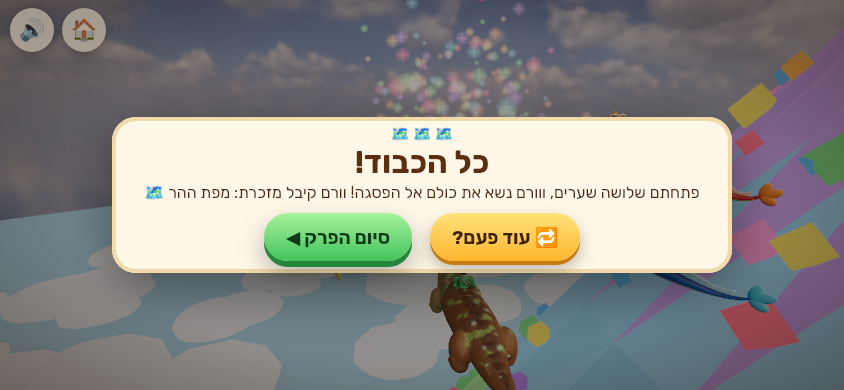 כל הכבוד!
פתחתם שלושה שערים, ווורם נשא את כולם אל הפסגה! וורם קיבל מזכרת: מפת ההר 🗺️
🔁 עוד פעם?
סיום הפרק ◀